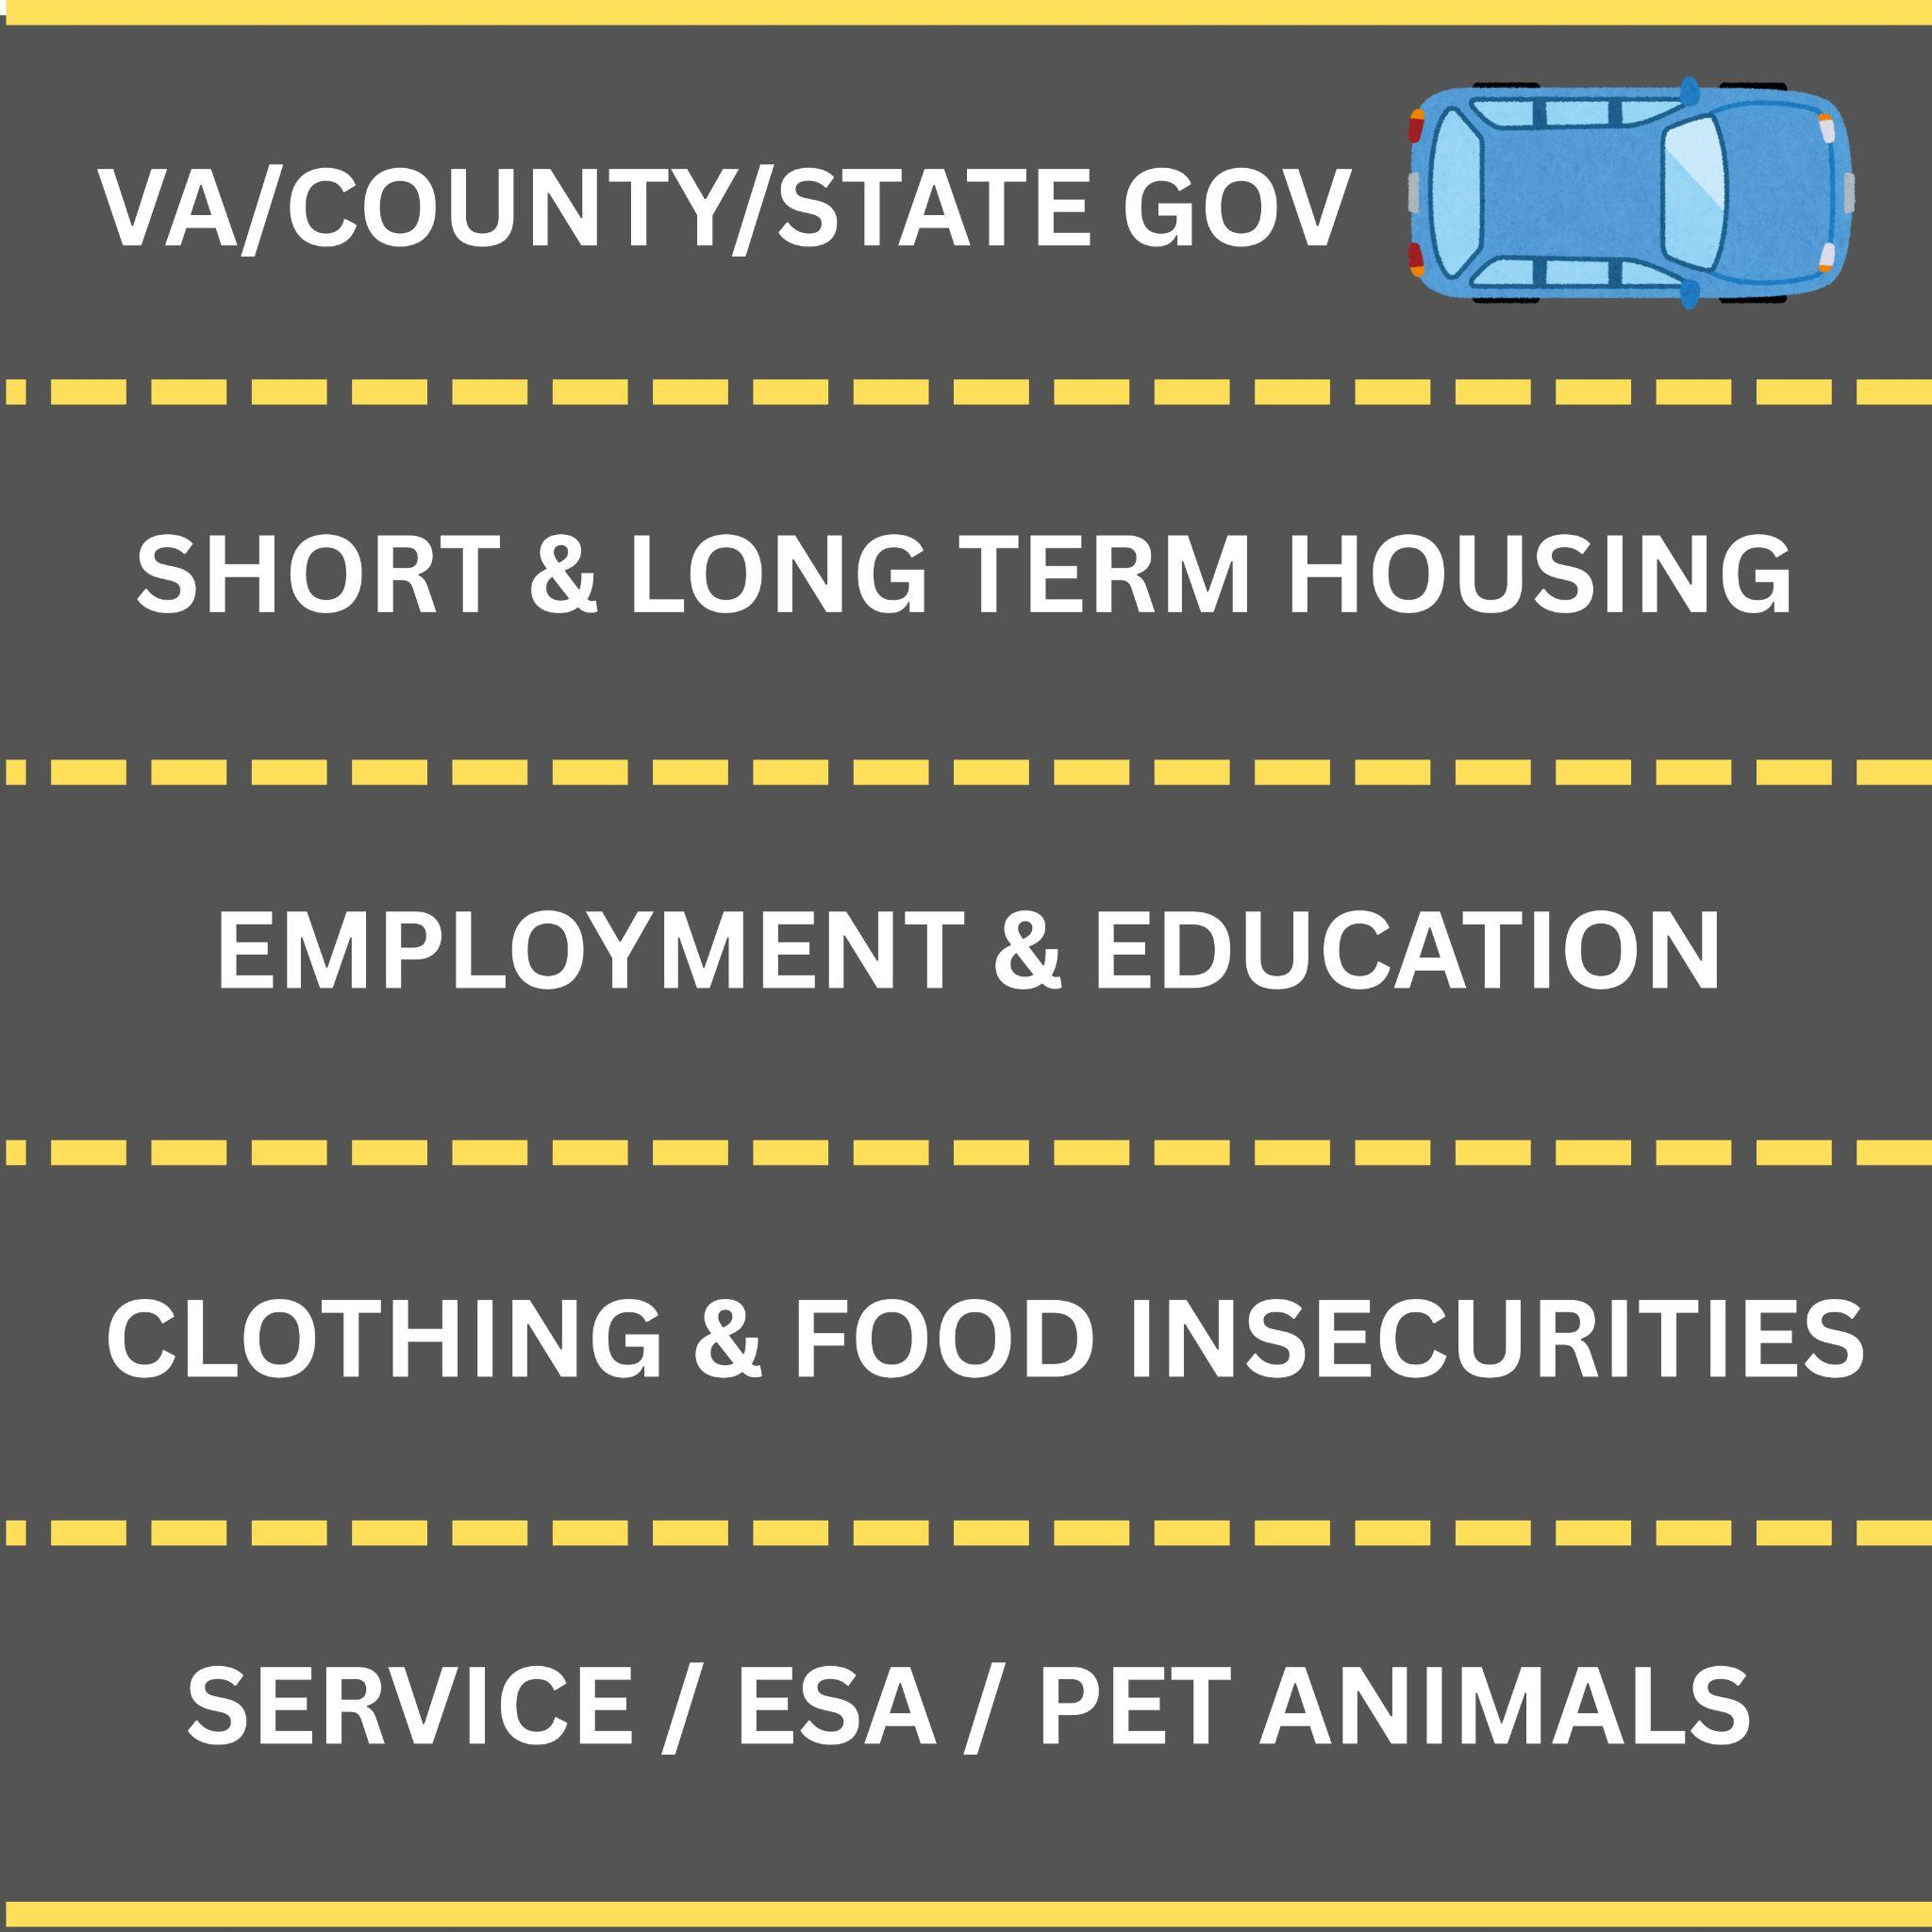 VA/COUNTY/STATE GOV
SHORT & LONG TERM HOUSING
EMPLOYMENT & EDUCATION
CLOTHING & FOOD INSECURITIES
SERVICE / ESA / PET ANIMALS